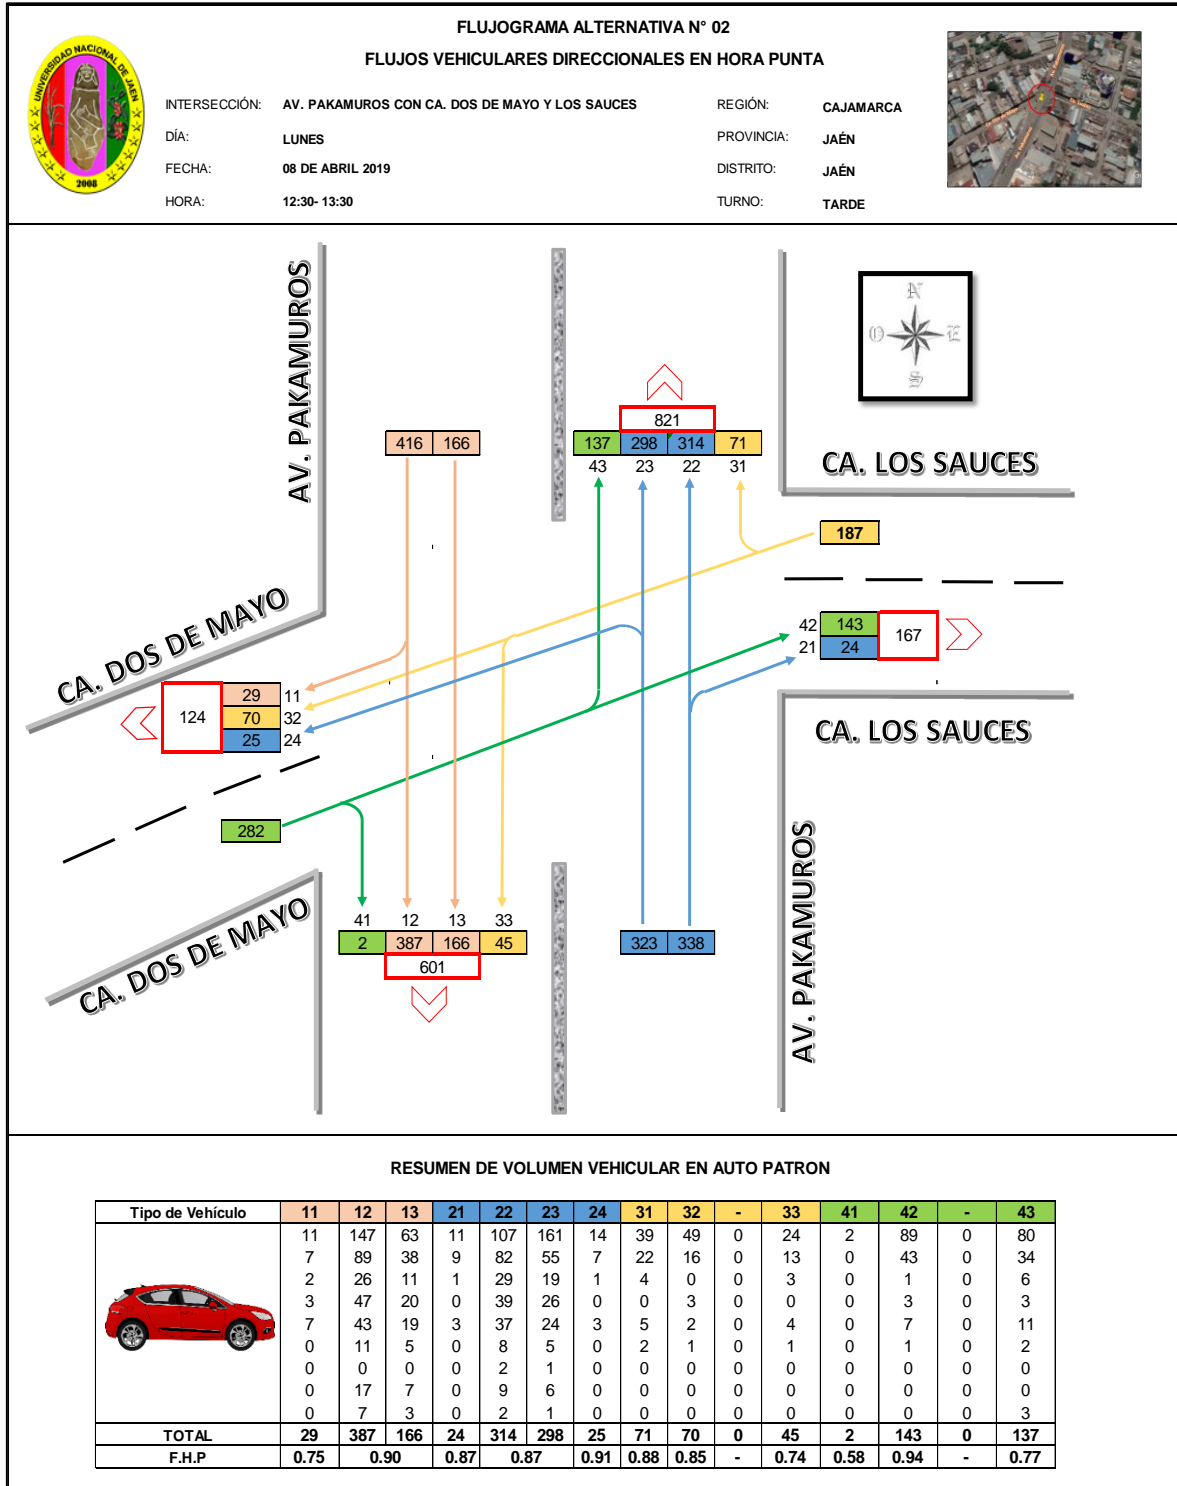 FLUJOGRAMA ALTERNATIVA N° 02
FLUJOS VEHICULARES DIRECCIONALES EN HORA PUNTA
UNIVERSIDAD NACIONAL DE JAEN
2008
INTERSECCIÓN: AV. PAKAMUROS CON CA. DOS DE MAYO Y LOS SAUCES REGIÓN: CAJAMARCA
DÍA: LUNES PROVINCIA: JAÉN
FECHA: 08 DE ABRIL 2019 DISTRITO: JAÉN
HORA: 12:30- 13:30 TURNO: TARDE
AV. PAKAMUROS
N
O E
S
821
416 166 137 298 314 71
43 23 22 31
CA. LOS SAUCES
187
CA. DOS DE MAYO
42 143 167
21 24
29 11
124 70 32
25 24
CA. LOS SAUCES
282
AV. PAKAMUROS
CA. DOS DE MAYO
41 12 13 33
2 387 166 45 323 338
601
RESUMEN DE VOLUMEN VEHICULAR EN AUTO PATRON
Tipo de Vehículo 11 12 13 21 22 23 24 31 32 - 33 41 42 - 43
11 147 63 11 107 161 14 39 49 0 24 2 89 0 80
7 89 38 9 82 55 7 22 16 0 13 0 43 0 34
2 26 11 1 29 19 1 4 0 0 3 0 1 0 6
3 47 20 0 39 26 0 0 3 0 0 0 3 0 3
7 43 19 3 37 24 3 5 2 0 4 0 7 0 11
0 11 5 0 8 5 0 2 1 0 1 0 1 0 2
0 0 0 0 2 1 0 0 0 0 0 0 0 0 0
0 17 7 0 9 6 0 0 0 0 0 0 0 0 0
0 7 3 0 2 1 0 0 0 0 0 0 0 0 3
TOTAL 29 387 166 24 314 298 25 71 70 0 45 2 143 0 137
F.H.P 0.75 0.90 0.87 0.87 0.91 0.88 0.85 - 0.74 0.58 0.94 - 0.77